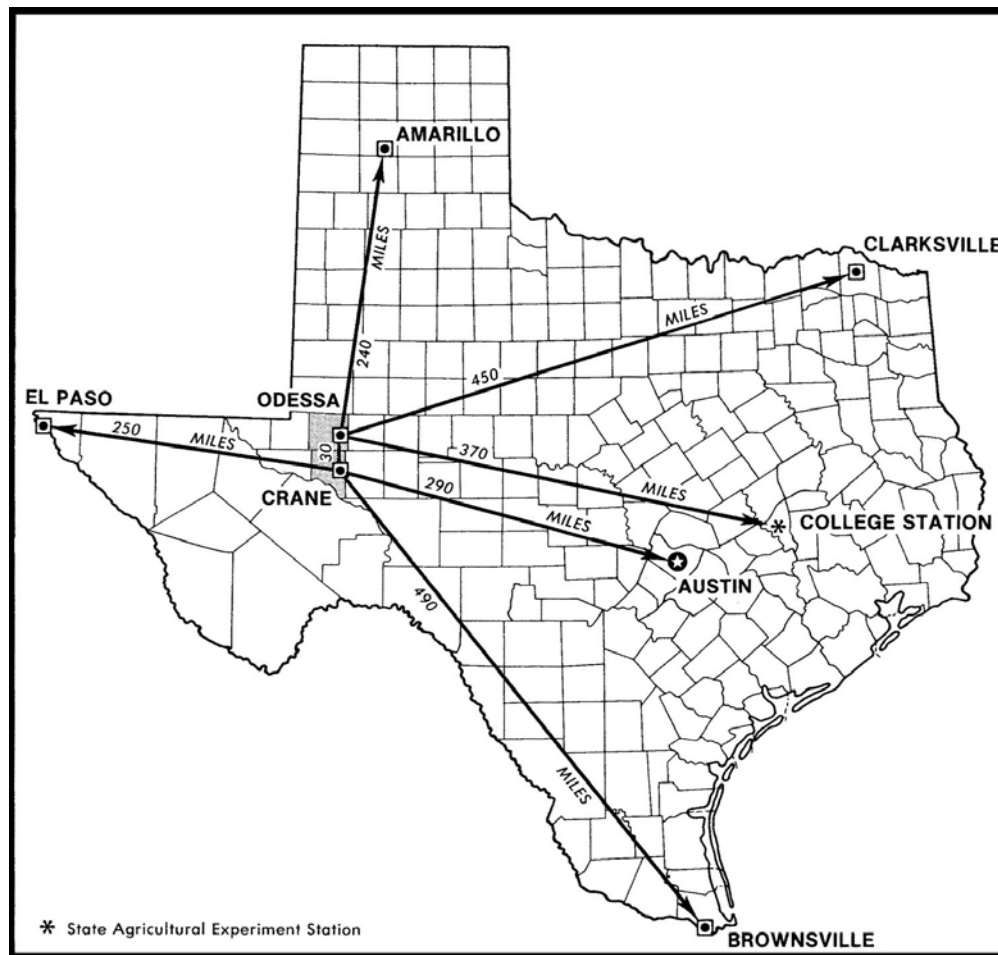 AMARILLO
MILES
240
CLARKSVILLE
MILES
450
EL PASO
ODESSA
250
MILES
30
370
MILES
CRANE
290
MILES
COLLEGE STATION
AUSTIN
490
MILES
* State Agricultural Experiment Station
BROWNSVILLE